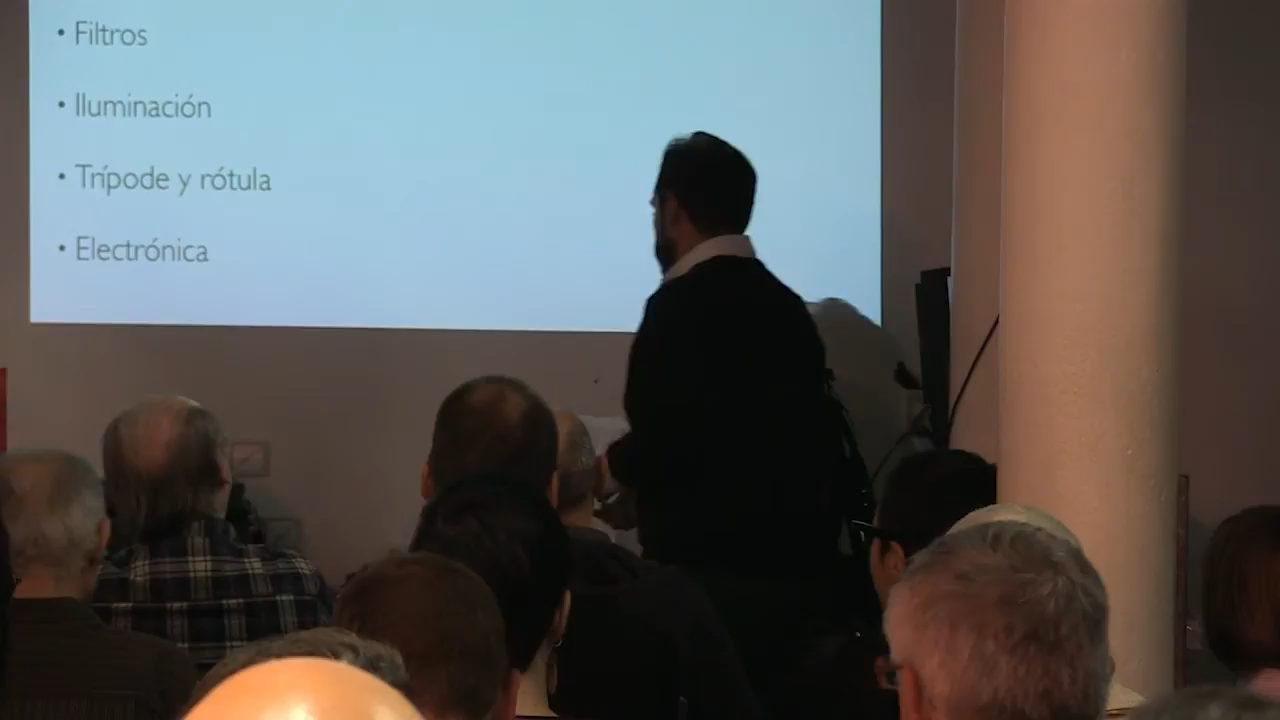 • Filtros
• Iluminación
• Trípode y rótula
• Electrónica